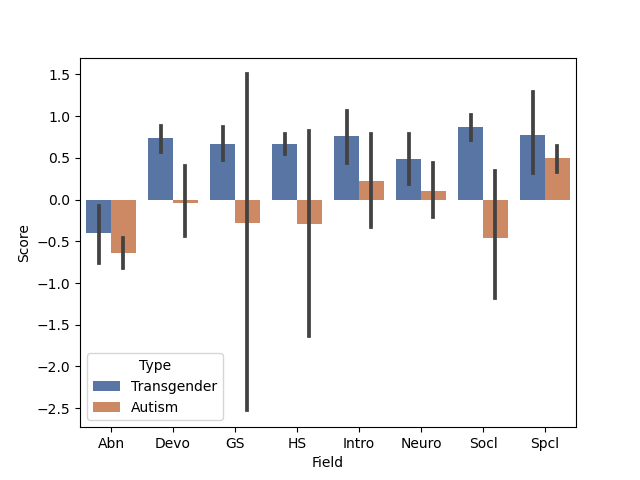 1.5
1.0
0.5
0.0
−0.5
−1.0
−1.5
−2.0
−2.5
Score
Type
Transgender
Autism
Abn Devo GS HS Intro Neuro Socl Spcl
Field